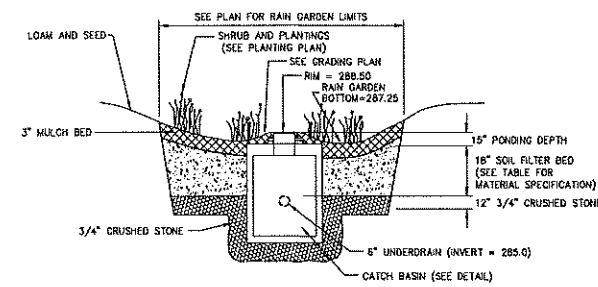 SEE PLAN FOR RAIN GARDEN LIMITS
LOAM AND SEED
SHRUB AND PLANTINGS
(SEE PLANTING PLAN)
SEE GRADING PLAN
RIM = 288.50
RAIN GARDEN
BOTTOM=287.25
3" MULCH BED
15" PONDING DEPTH
18" SOIL FILTER BED
(SEE TABLE FOR
MATERIAL SPECIFICATION)
12" 3/4" CRUSHED STONE
3/4" CRUSHED STONE
6" UNDERDRAIN (INVERT = 285.0)
CATCH BASIN (SEE DETAIL)